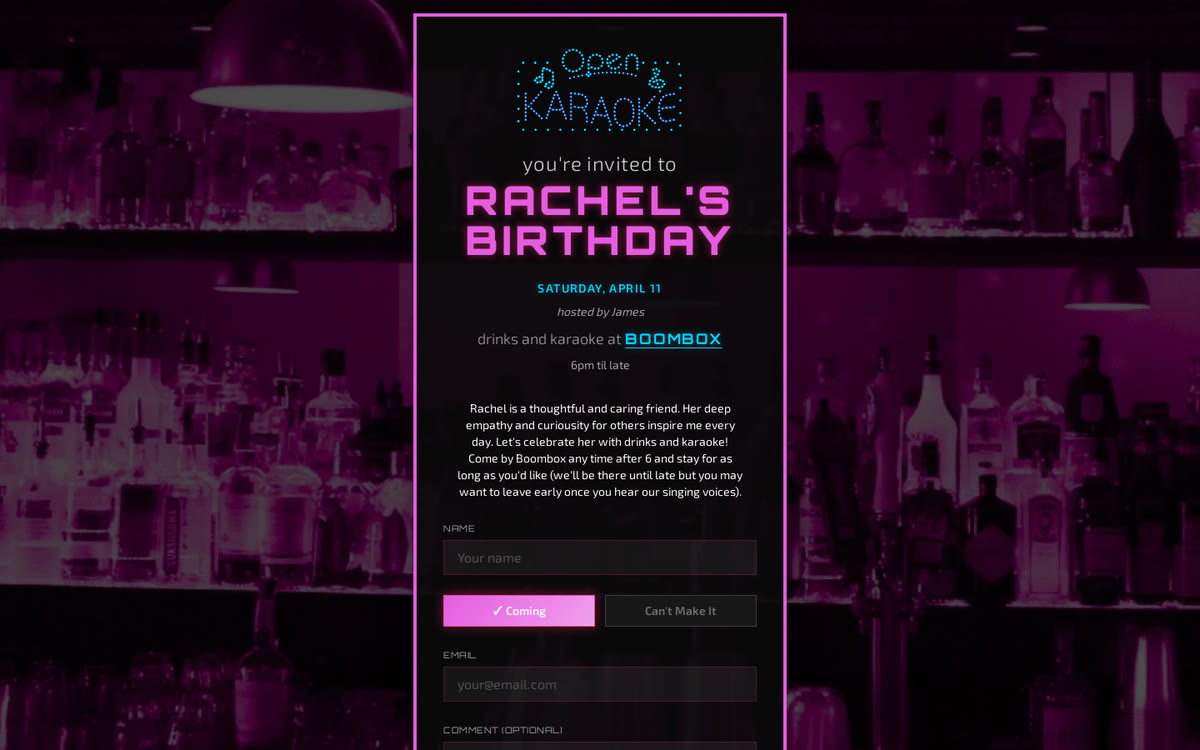 Open
KARAOKE
you're invited to
RACHEL'S
BIRTHDAY
SATURDAY, APRIL 11
hosted by James
drinks and karaoke at BOOMBOX
6pm til late
Rachel is a thoughtful and caring friend. Her deep
empathy and curiousity for others inspire me every
day. Let's celebrate her with drinks and karaoke!
Come by Boombox any time after 6 and stay for as
long as you'd like (we'll be there until late but you may
want to leave early once you hear our singing voices).
NAME
Your name
✓ Coming
Can't Make It
EMAIL
your@email.com
COMMENT (OPTIONAL)